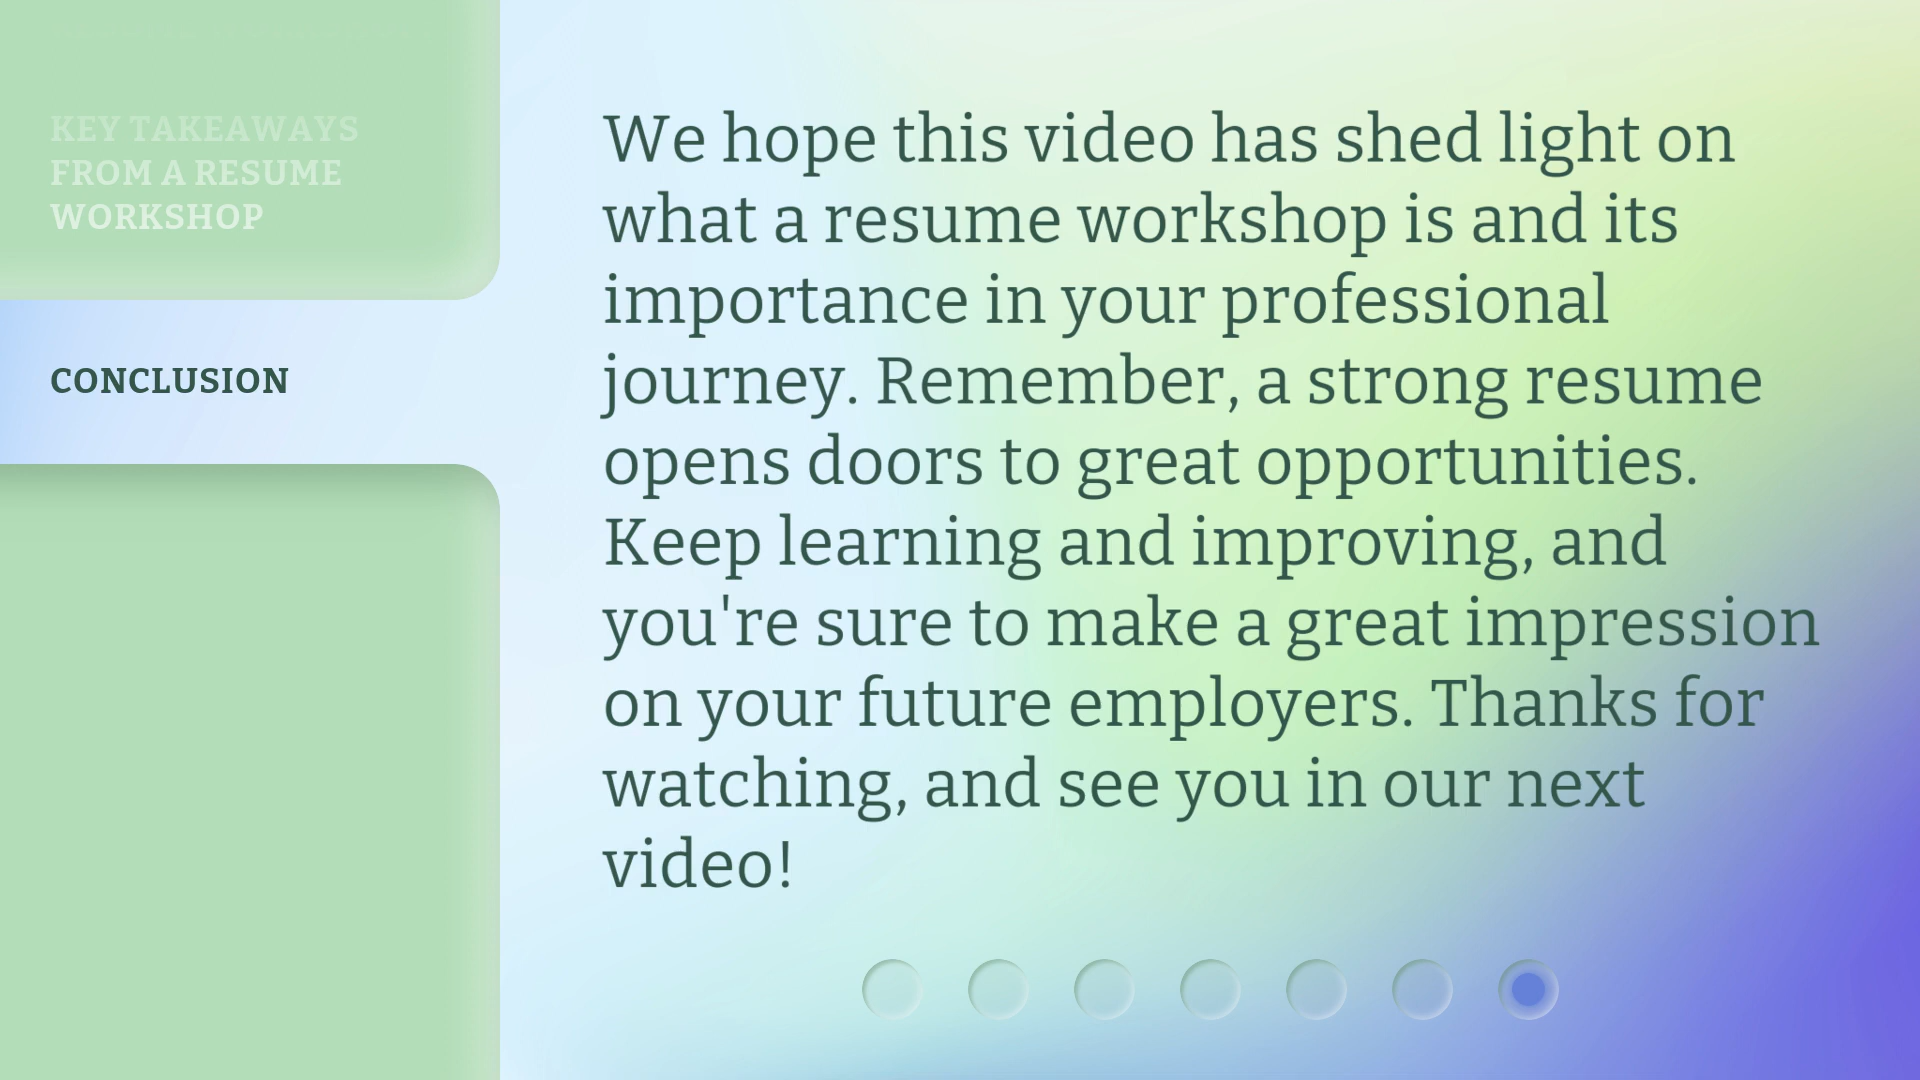 KEY TAKEAWAYS
FROM A RESUME
WORKSHOP
CONCLUSION
We hope this video has shed light on
what a resume workshop is and its
importance in your professional
journey. Remember, a strong resume
opens doors to great opportunities.
Keep learning and improving, and
you're sure to make a great impression
on your future employers. Thanks for
watching, and see you in our next
video!